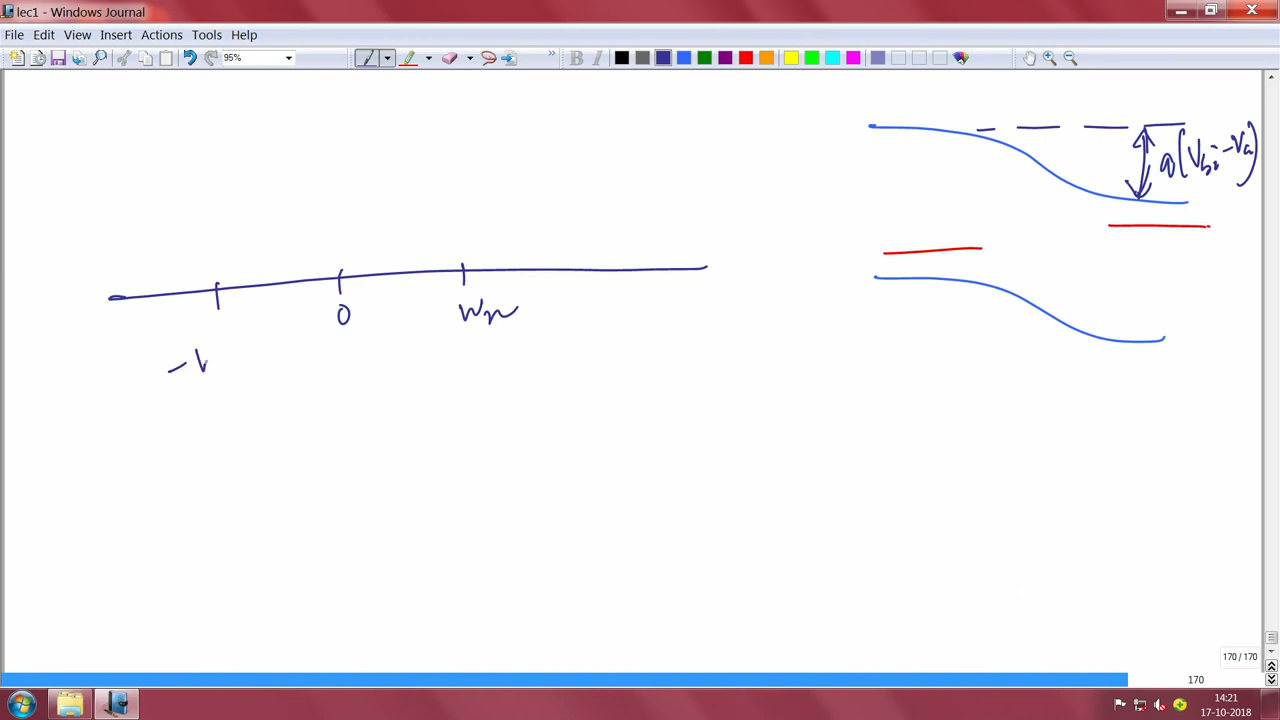 lec1 - Windows Journal
File Edit View Insert Actions Tools Help
95%
B I
q(Vbi-Va)
0
Wn
170 / 170
170
14:21
17-10-2018